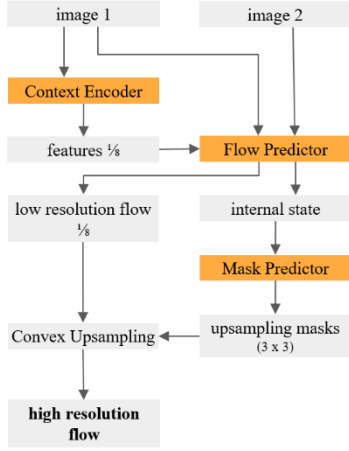 image 1
image 2
Context Encoder
features ⅛
Flow Predictor
low resolution flow
⅛
internal state
Mask Predictor
Convex Upsampling
upsampling masks
(3 x 3)
high resolution
flow